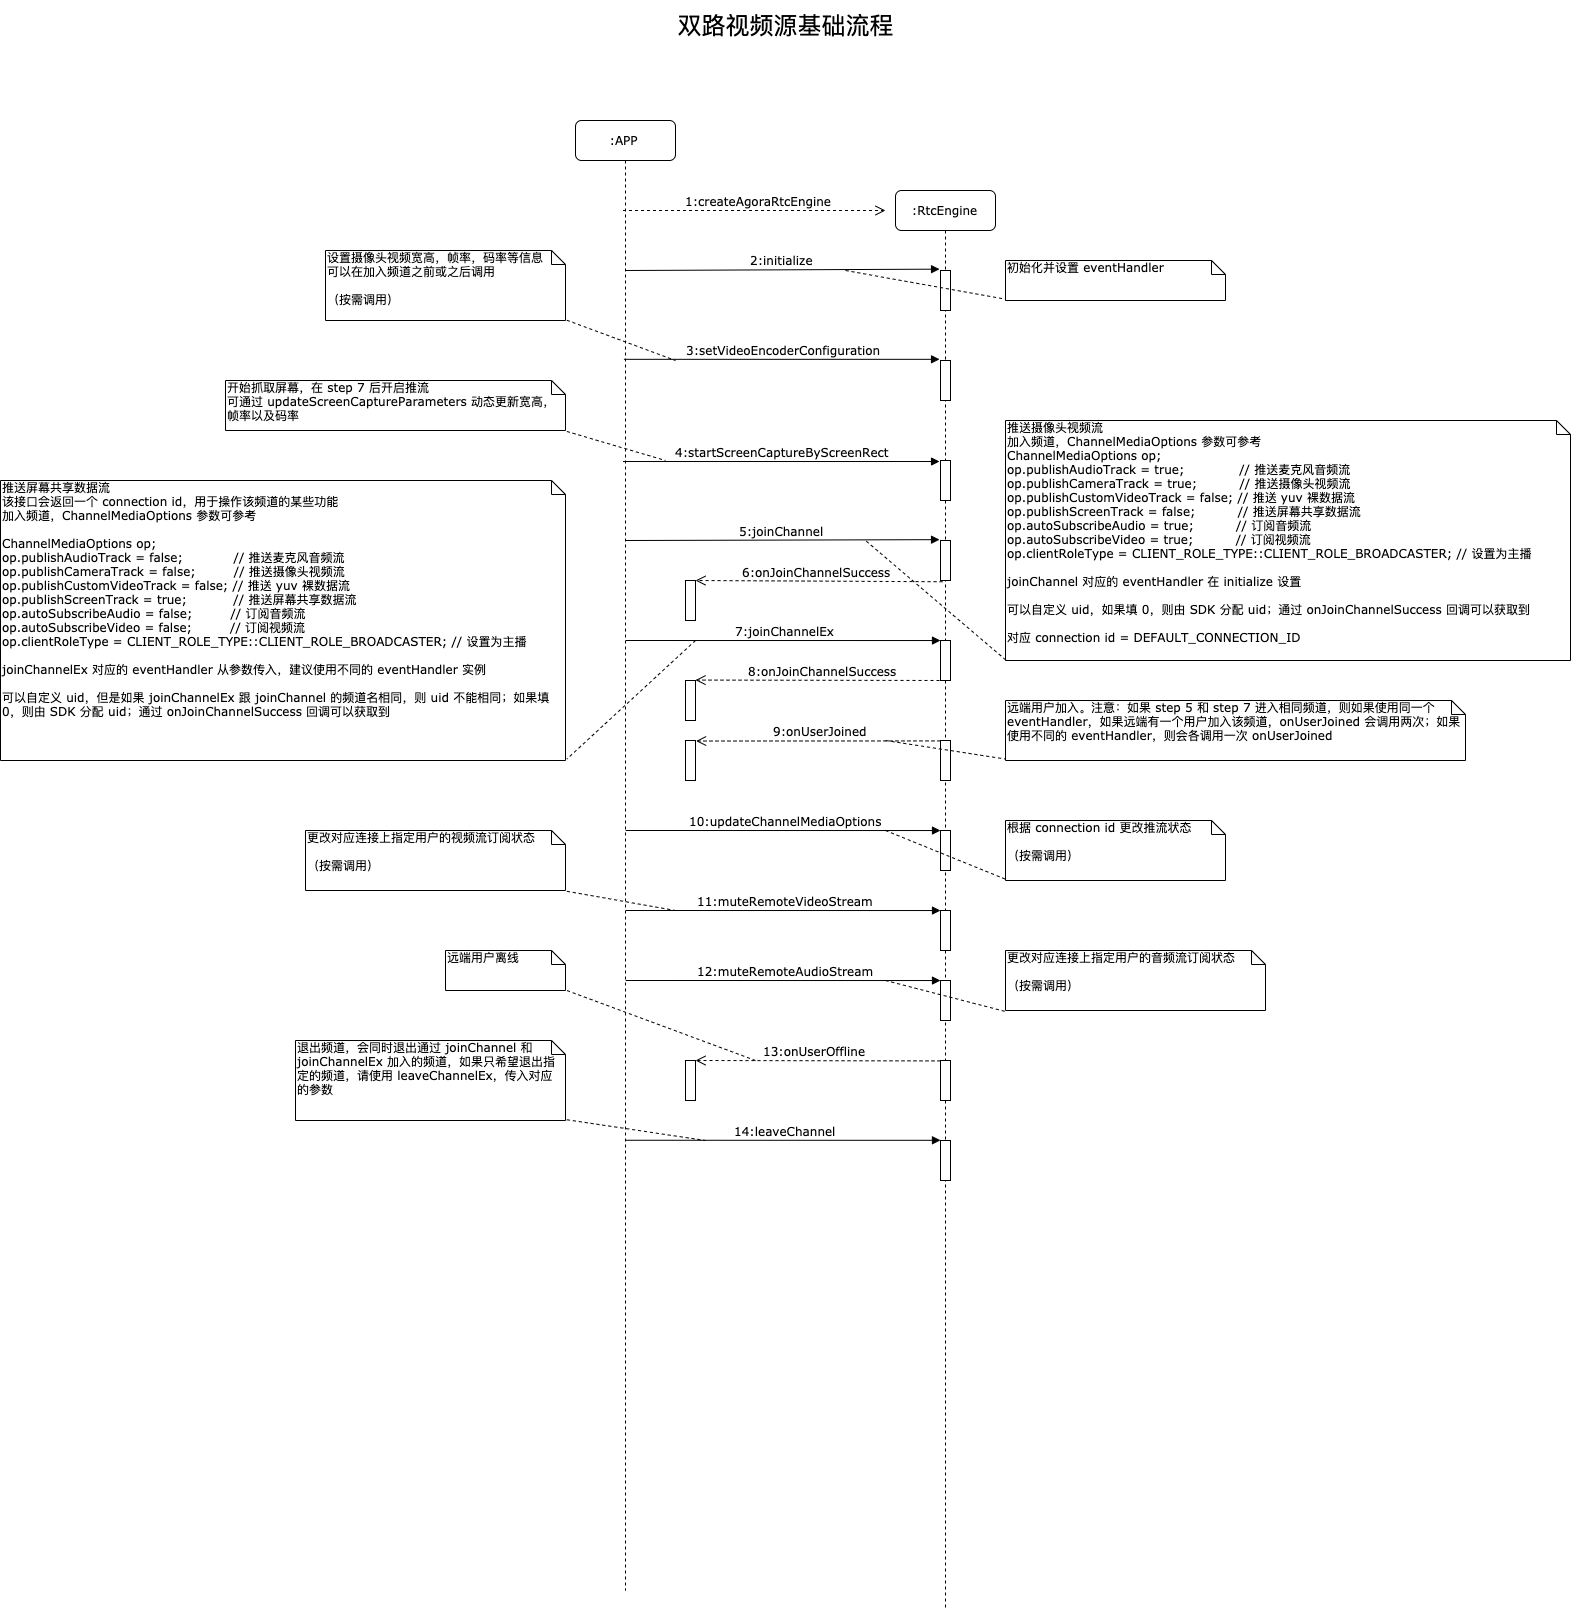 双路视频源基础流程
:APP
1:createAgoraRtcEngine
:RtcEngine
设置摄像头视频宽高，帧率，码率等信息
可以在加入频道之前或之后调用
（按需调用）
2:initialize
初始化并设置 eventHandler
3:setVideoEncoderConfiguration
开始抓取屏幕，在 step 7 后开启推流
可通过 updateScreenCaptureParameters 动态更新宽高，
帧率以及码率
4:startScreenCaptureByScreenRect
推送摄像头视频流
加入频道，ChannelMediaOptions 参数可参考
ChannelMediaOptions op;
op.publishAudioTrack = true; // 推送麦克风音频流
op.publishCameraTrack = true; // 推送摄像头视频流
op.publishCustomVideoTrack = false; // 推送 yuv 裸数据流
op.publishScreenTrack = false; // 推送屏幕共享数据流
op.autoSubscribeAudio = true; // 订阅音频流
op.autoSubscribeVideo = true; // 订阅视频流
op.clientRoleType = CLIENT_ROLE_TYPE::CLIENT_ROLE_BROADCASTER; // 设置为主播
joinChannel 对应的 eventHandler 在 initialize 设置
可以自定义 uid，如果填 0，则由 SDK 分配 uid；通过 onJoinChannelSuccess 回调可以获取到
对应 connection id = DEFAULT_CONNECTION_ID
推送屏幕共享数据流
该接口会返回一个 connection id，用于操作该频道的某些功能
加入频道，ChannelMediaOptions 参数可参考
ChannelMediaOptions op;
op.publishAudioTrack = false; // 推送麦克风音频流
op.publishCameraTrack = false; // 推送摄像头视频流
op.publishCustomVideoTrack = false; // 推送 yuv 裸数据流
op.publishScreenTrack = true; // 推送屏幕共享数据流
op.autoSubscribeAudio = false; // 订阅音频流
op.autoSubscribeVideo = false; // 订阅视频流
op.clientRoleType = CLIENT_ROLE_TYPE::CLIENT_ROLE_BROADCASTER; // 设置为主播
joinChannelEx 对应的 eventHandler 从参数传入，建议使用不同的 eventHandler 实例
可以自定义 uid，但是如果 joinChannelEx 跟 joinChannel 的频道名相同，则 uid 不能相同；如果填
0，则由 SDK 分配 uid；通过 onJoinChannelSuccess 回调可以获取到
5:joinChannel
6:onJoinChannelSuccess
7:joinChannelEx
8:onJoinChannelSuccess
9:onUserJoined
远端用户加入。注意：如果 step 5 和 step 7 进入相同频道，则如果使用同一个
eventHandler，如果远端有一个用户加入该频道，onUserJoined 会调用两次；如果
使用不同的 eventHandler，则会各调用一次 onUserJoined
10:updateChannelMediaOptions
根据 connection id 更改推流状态
（按需调用）
更改对应连接上指定用户的视频流订阅状态
（按需调用）
11:muteRemoteVideoStream
远端用户离线
12:muteRemoteAudioStream
更改对应连接上指定用户的音频流订阅状态
（按需调用）
13:onUserOffline
退出频道，会同时退出通过 joinChannel 和
joinChannelEx 加入的频道，如果只希望退出指
定的频道，请使用 leaveChannelEx，传入对应
的参数
14:leaveChannel